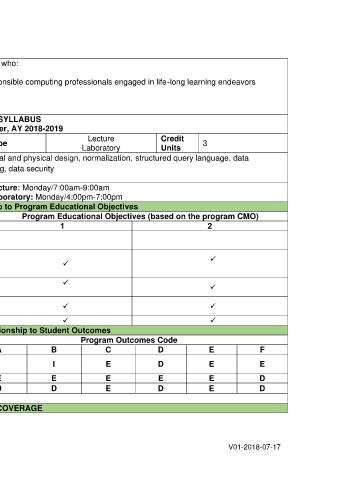 who:
onsible computing professionals engaged in life-long learning endeavors
SYLLABUS
er, AY 2018-2019
pe Lecture Laboratory Credit Units 3
al and physical design, normalization, structured query language, data
g, data security
cture: Monday/7:00am-9:00am
boratory: Monday/4:00pm-7:00pm
p to Program Educational Objectives
Program Educational Objectives (based on the program CMO)
1 2
✓ ✓
✓ ✓
✓ ✓
✓ ✓
ionship to Student Outcomes
Program Outcomes Code
A B C D E F
I E D E E
E E E E E D
D D E D E D
COVERAGE
V01-2018-07-17